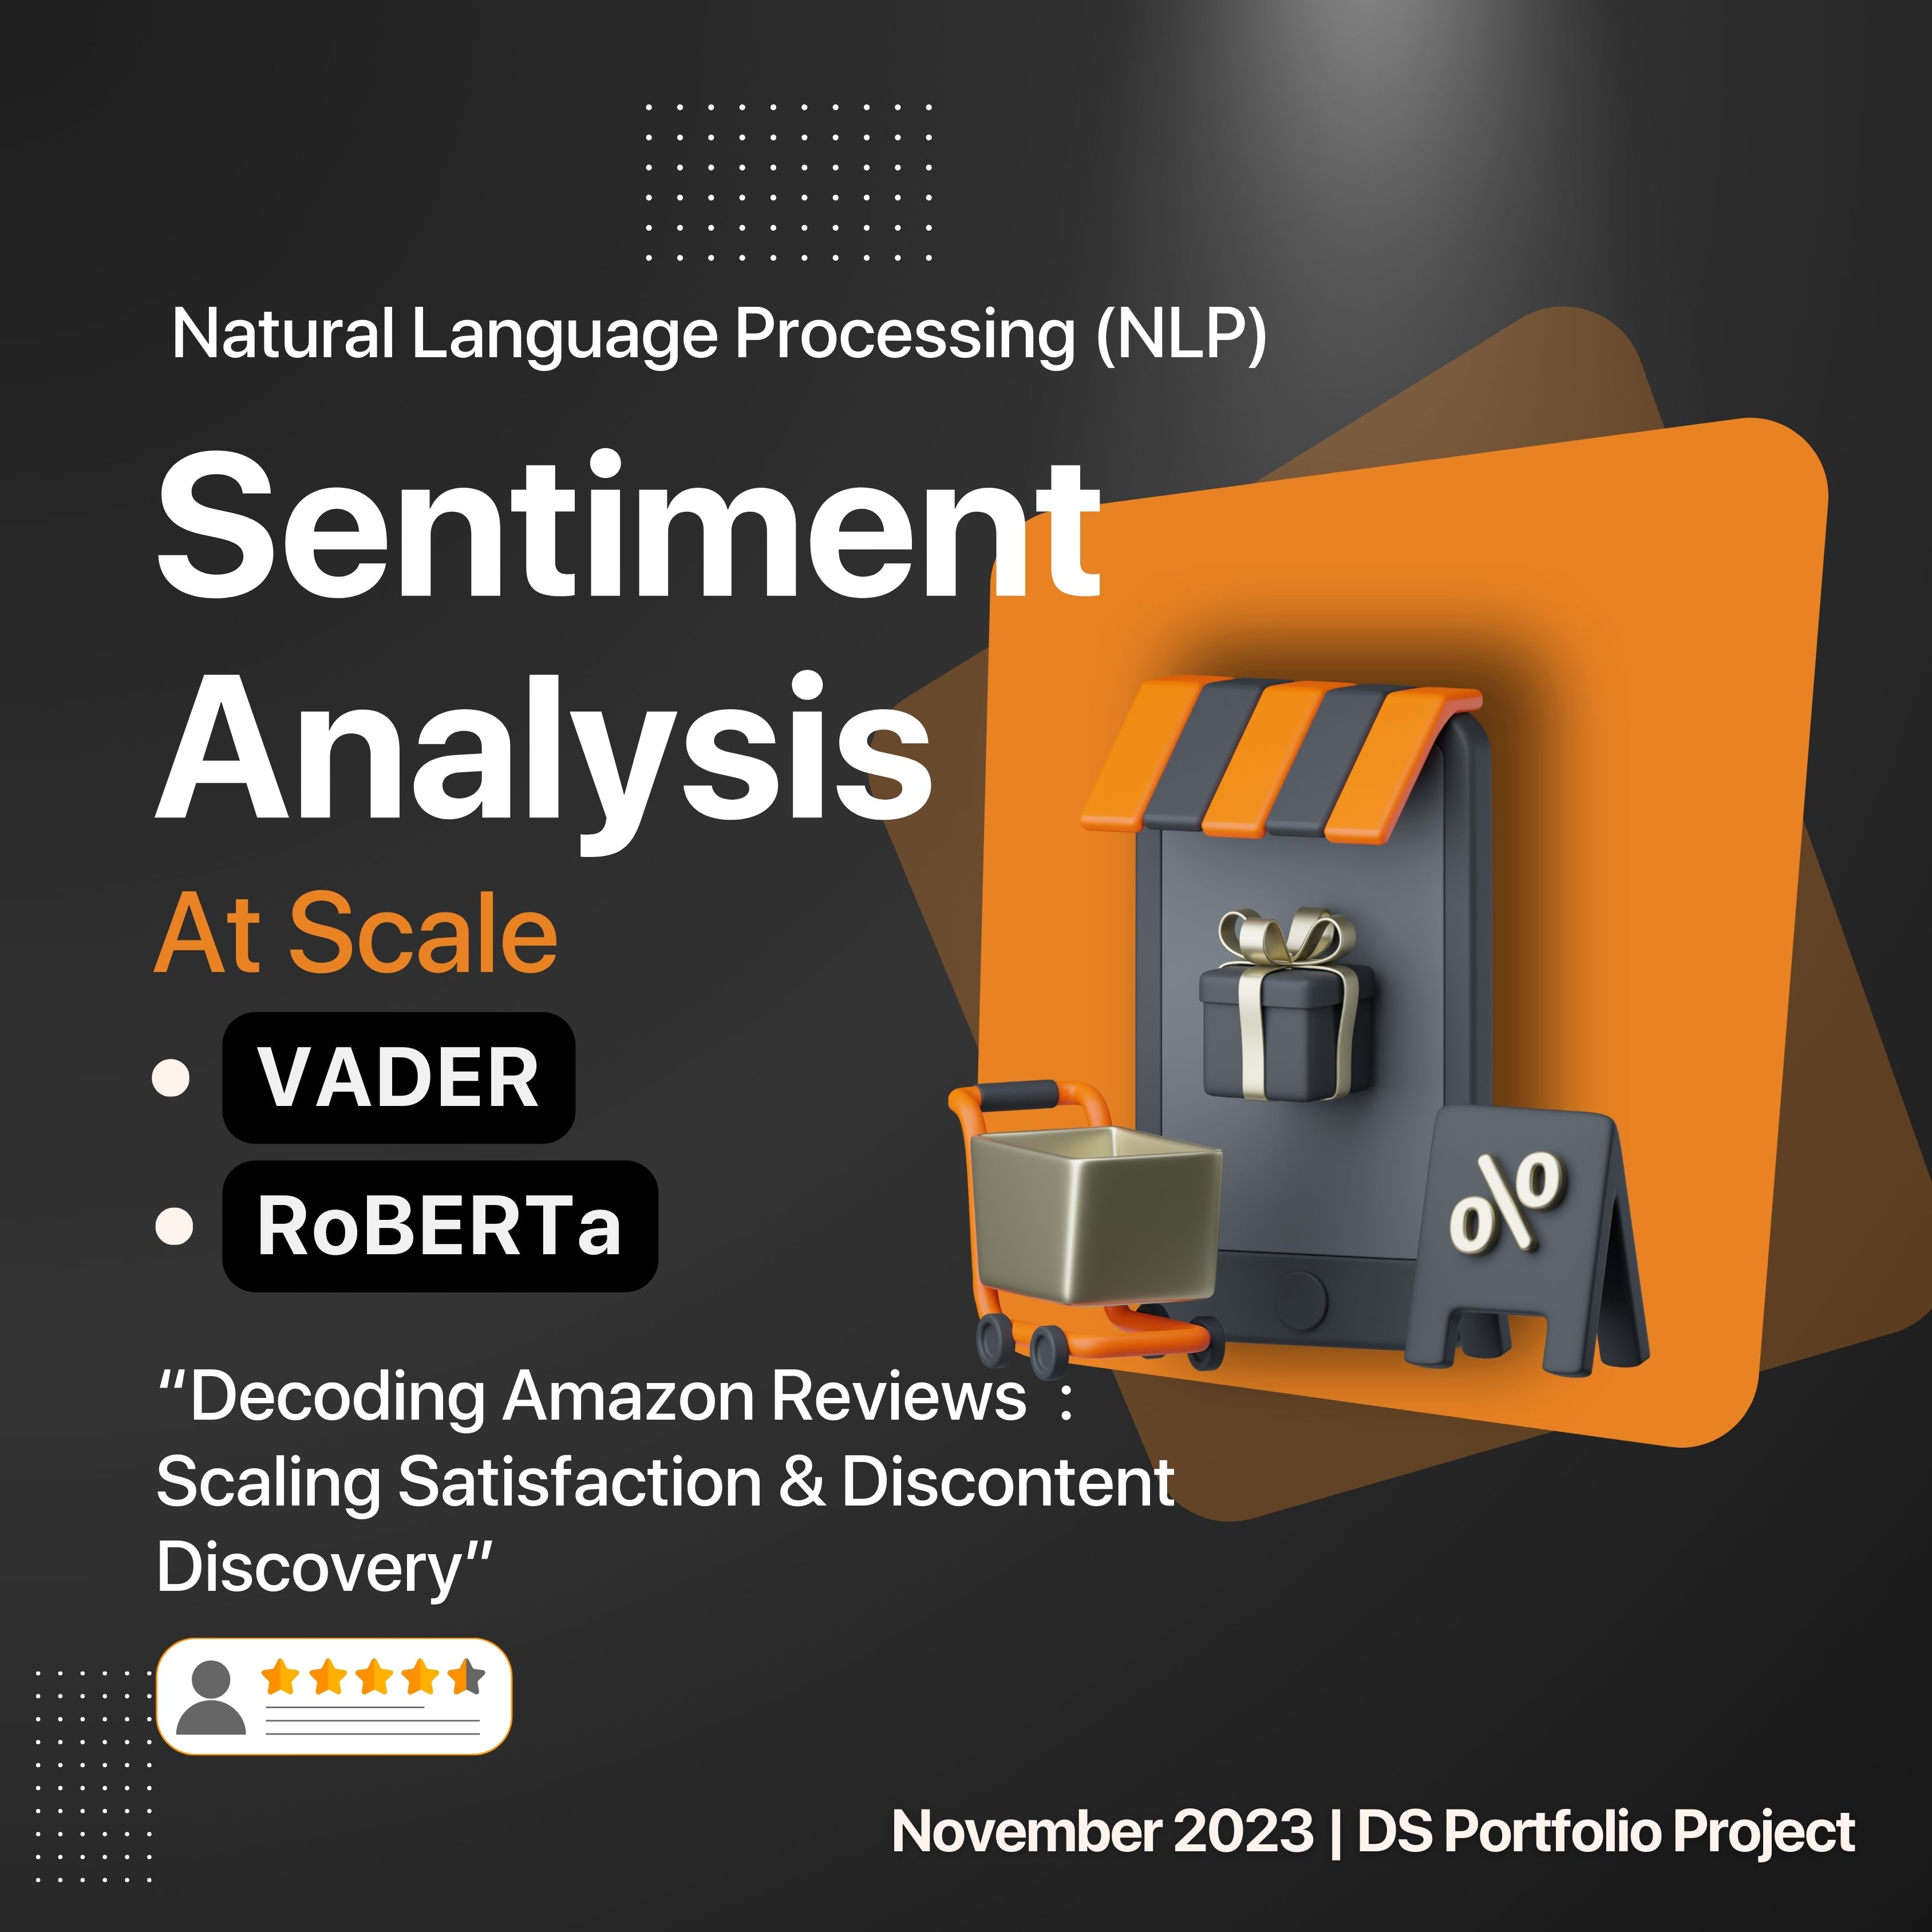 Natural Language Processing (NLP)
Sentiment
Analysis
At Scale
• VADER
• RoBERTa
%
“Decoding Amazon Reviews :
Scaling Satisfaction & Discontent
Discovery”
November 2023 | DS Portfolio Project